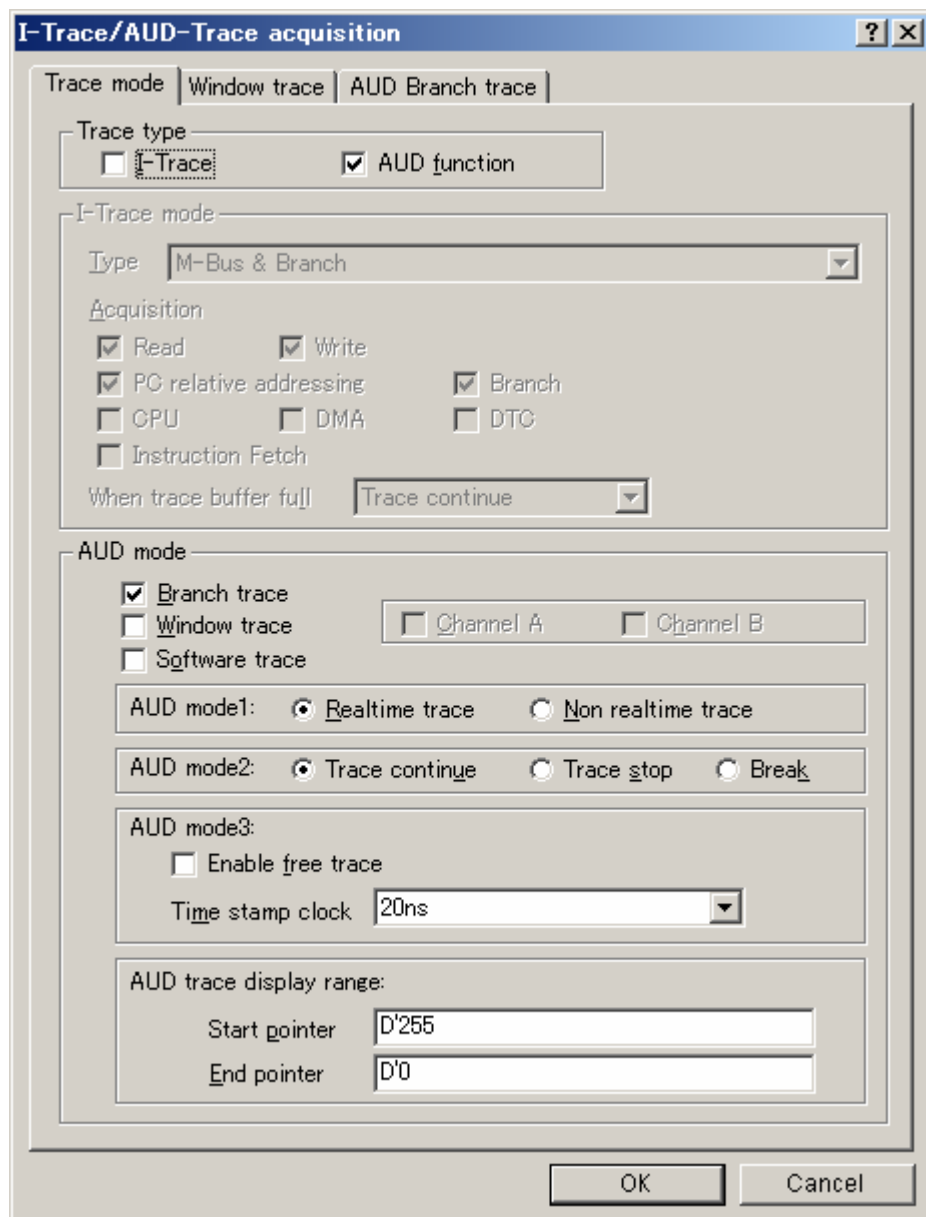 I-Trace/AUD-Trace acquisition
Trace mode Window trace AUD Branch trace
Trace type
I-Trace AUD function
I-Trace mode
Type M-Bus & Branch
Acquisition
Read Write
PC relative addressing Branch
CPU DMA DTC
Instruction Fetch
When trace buffer full Trace continue
AUD mode
Branch trace
Window trace Channel A Channel B
Software trace
AUD mode1: Realtime trace Non realtime trace
AUD mode2: Trace continue Trace stop Break
AUD mode3:
Enable free trace
Time stamp clock 20ns
AUD trace display range:
Start pointer D'255
End pointer D'0
OK Cancel